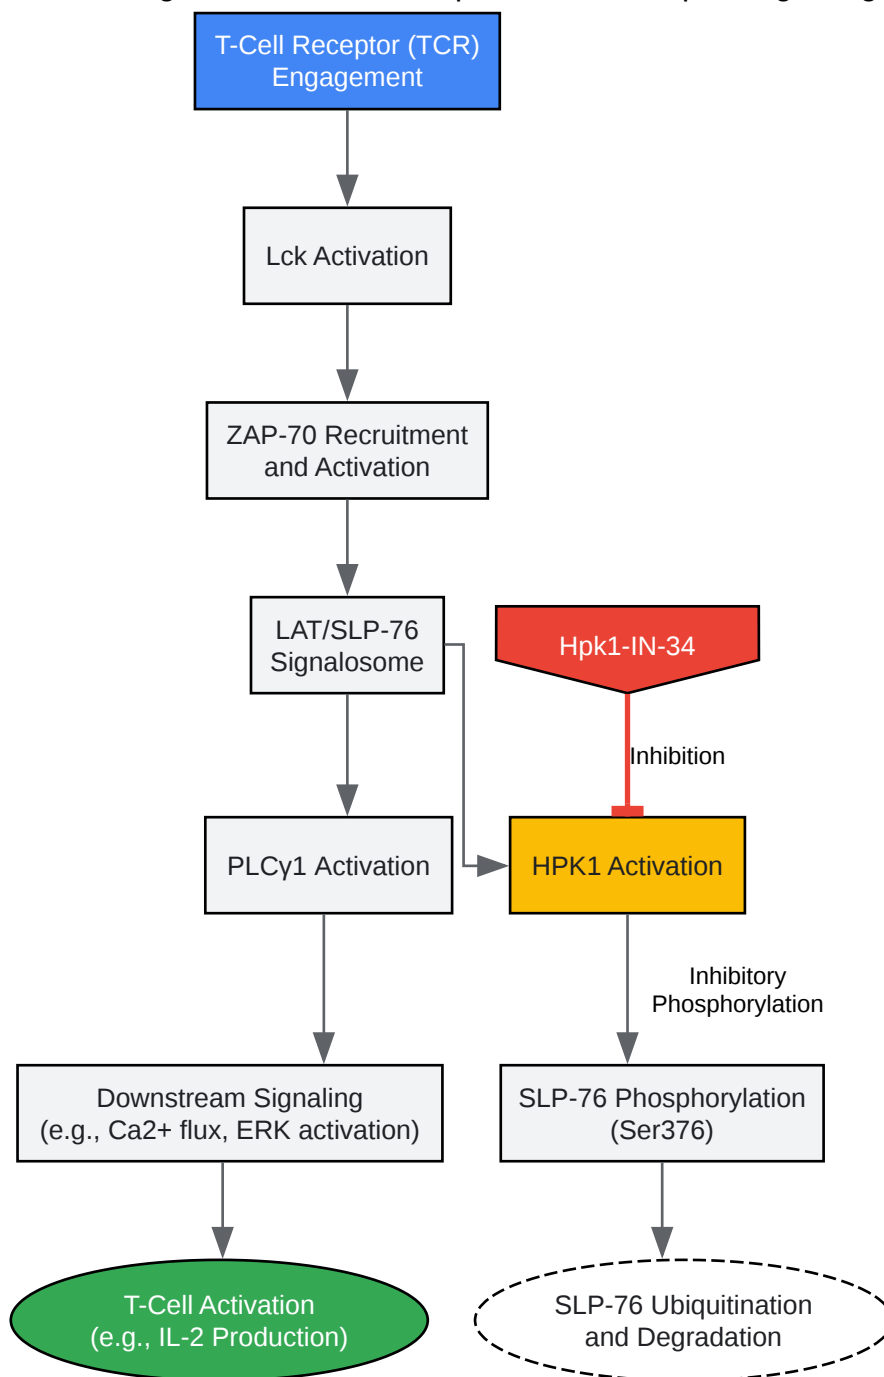 T-Cell Receptor (TCR)
Engagement
Lck Activation
ZAP-70 Recruitment
and Activation
LAT/SLP-76
Signalosome
Hpk1-IN-34
Inhibition
PLCγ1 Activation
HPK1 Activation
Inhibitory
Phosphorylation
Downstream Signaling
(e.g., Ca2+ flux, ERK activation)
SLP-76 Phosphorylation
(Ser376)
T-Cell Activation
(e.g., IL-2 Production)
SLP-76 Ubiquitination
and Degradation